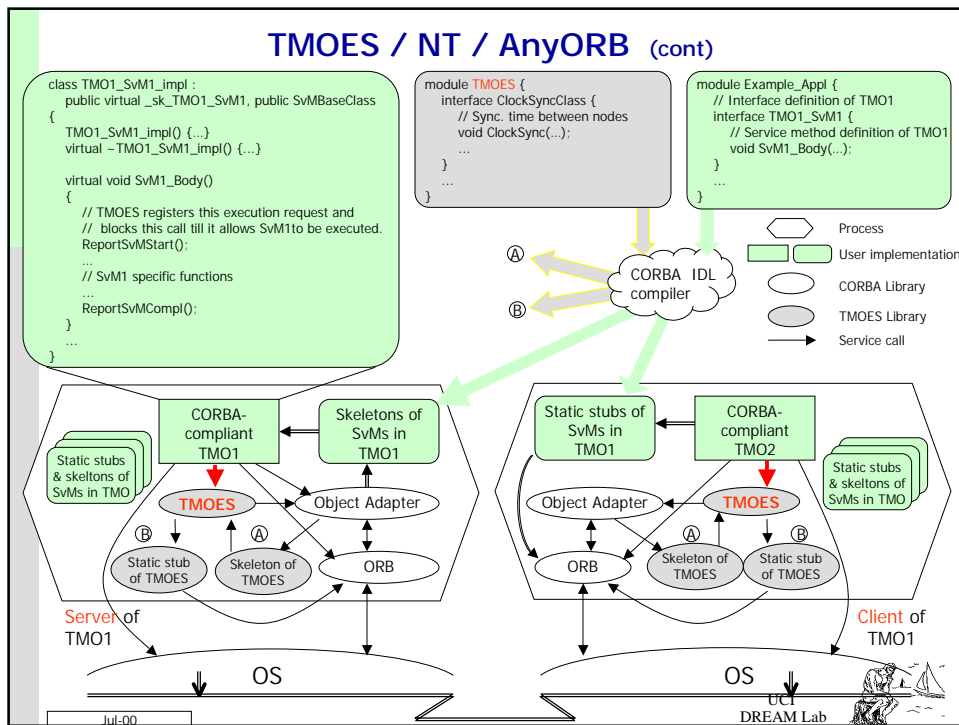 TMOES / NT / AnyORB (cont)
class TMO1_SvM1_impl :
public virtual _sk_TMO1_SvM1, public SvMBaseClass
{
TMO1_SvM1_impl() {...}
virtual ~TMO1_SvM1_impl() {...}
virtual void SvM1_Body()
{
// TMOES registers this execution request and
// blocks this call till it allows SvM1to be executed.
ReportSvMStart();
...
// SvM1 specific functions
...
ReportSvMCompl();
}
...
}
module TMOES {
interface ClockSyncClass {
// Sync. time between nodes
void ClockSync(...);
...
}
...
}
module Example_Appl {
// Interface definition of TMO1
interface TMO1_SvM1 {
// Service method definition of TMO1
void SvM1_Body(...);
...
}
...
}
A
B
CORBA IDL
compiler
Process
User implementation
CORBA Library
TMOES Library
Service call
CORBA-
compliant
TMO1
Skeletons of
SvMs in
TMO1
Static stubs
& skeltons of
SvMs in TMO
TMOES
Object Adapter
B
A
Static stub
of TMOES
Skeleton of
TMOES
ORB
Server of
TMO1
Static stubs of
SvMs in
TMO1
CORBA-
compliant
TMO2
Static stubs
& skeltons of
SvMs in TMO
Object Adapter
TMOES
A
B
ORB
Skeleton of
TMOES
Static stub
of TMOES
Client of
TMO1
OS
OS
Jul-00
UCI
DREAM Lab